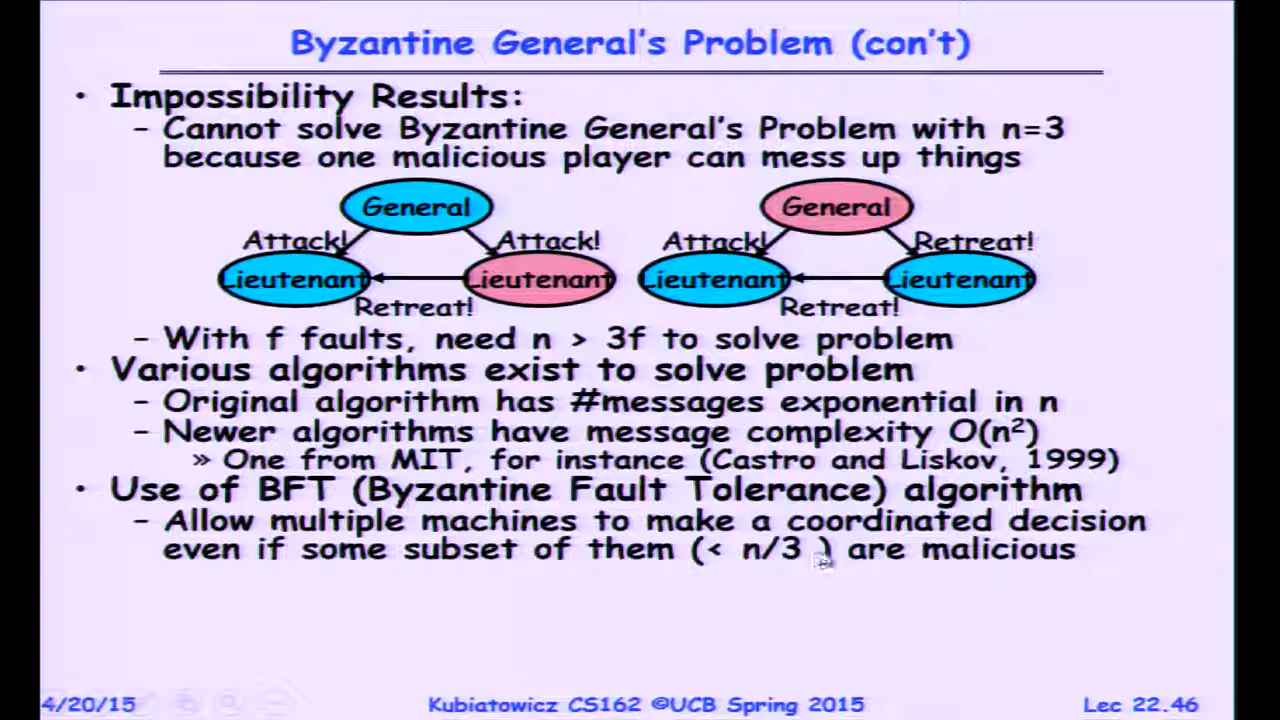 Byzantine General's Problem (con't)
• Impossibility Results:
– Cannot solve Byzantine General's Problem with n=3
because one malicious player can mess up things
General General
Attack! Attack! Attack! Retreat!
Lieutenant Lieutenant Lieutenant Lieutenant
Retreat! Retreat!
– With f faults, need n > 3f to solve problem
• Various algorithms exist to solve problem
– Original algorithm has #messages exponential in n
– Newer algorithms have message complexity O(n²)
» One from MIT, for instance (Castro and Liskov, 1999)
• Use of BFT (Byzantine Fault Tolerance) algorithm
– Allow multiple machines to make a coordinated decision
even if some subset of them (< n/3 ) are malicious
4/20/15 Kubiatowicz CS162 ©UCB Spring 2015 Lec 22.46